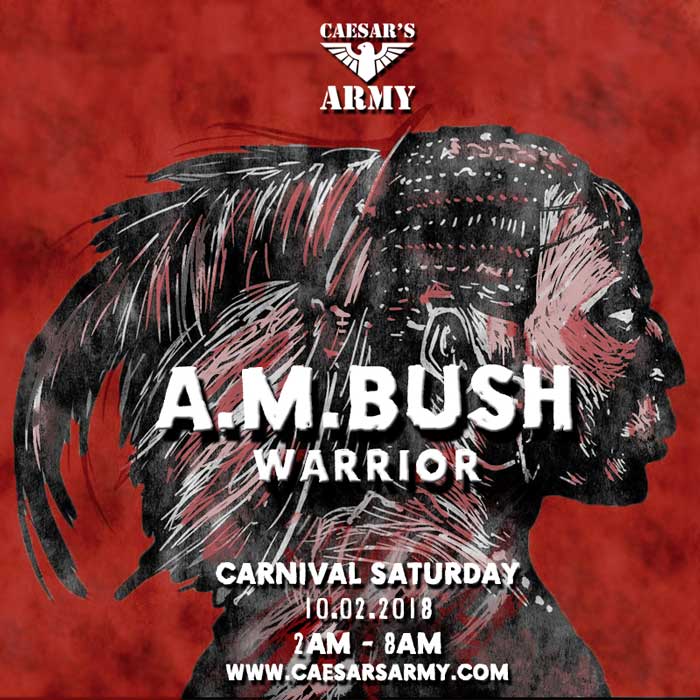 CAESAR'S
ARMY
A.M.BUSH
WARRIOR
CARNIVAL SATURDAY
10.02.2018
2AM - 8AM
WWW.CAESARSARMY.COM